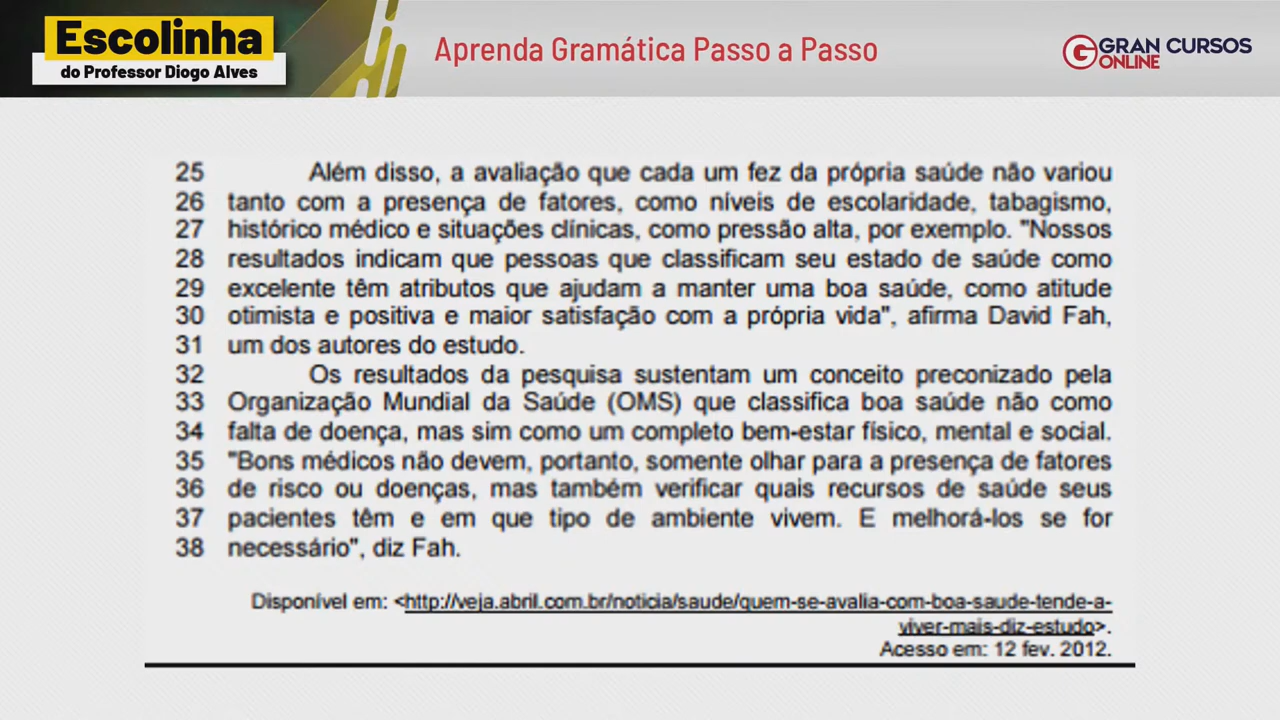 Escolinha
do Professor Diogo Alves
Aprenda Gramática Passo a Passo
GRAN CURSOS
ONLINE
25 Além disso, a avaliação que cada um fez da própria saúde não variou
26 tanto com a presença de fatores, como níveis de escolaridade, tabagismo,
27 histórico médico e situações clínicas, como pressão alta, por exemplo. "Nossos
28 resultados indicam que pessoas que classificam seu estado de saúde como
29 excelente têm atributos que ajudam a manter uma boa saúde, como atitude
30 otimista e positiva e maior satisfação com a própria vida", afirma David Fah,
31 um dos autores do estudo.
32 Os resultados da pesquisa sustentam um conceito preconizado pela
33 Organização Mundial da Saúde (OMS) que classifica boa saúde não como
34 falta de doença, mas sim como um completo bem-estar físico, mental e social.
35 "Bons médicos não devem, portanto, somente olhar para a presença de fatores
36 de risco ou doenças, mas também verificar quais recursos de saúde seus
37 pacientes têm e em que tipo de ambiente vivem. E melhorá-los se for
38 necessário", diz Fah.
Disponível em: <http://veja.abril.com.br/noticia/saude/quem-se-avalia-com-boa-saude-tende-a-
viver-mais-diz-estudo>.
Acesso em: 12 fev. 2012.